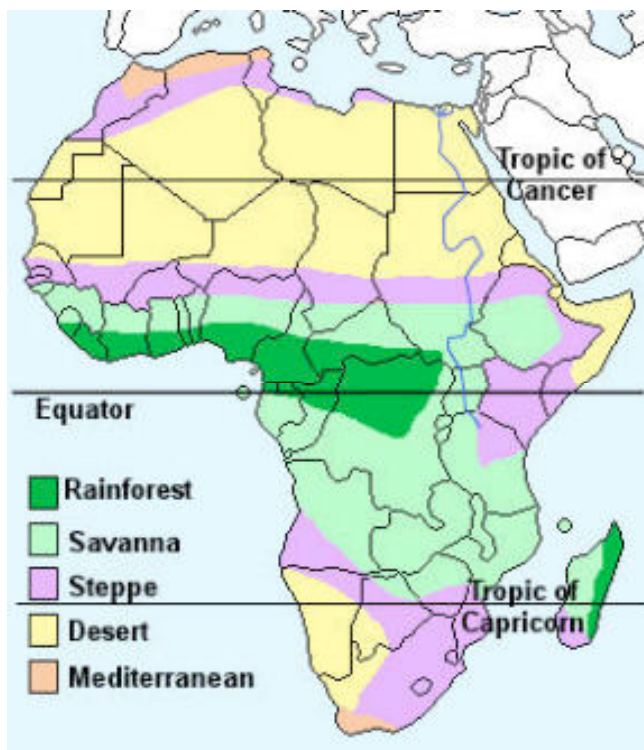 Tropic of
Cancer
Equator
Rainforest
Savanna
Steppe
Desert
Mediterranean
Tropic of
Capricorn